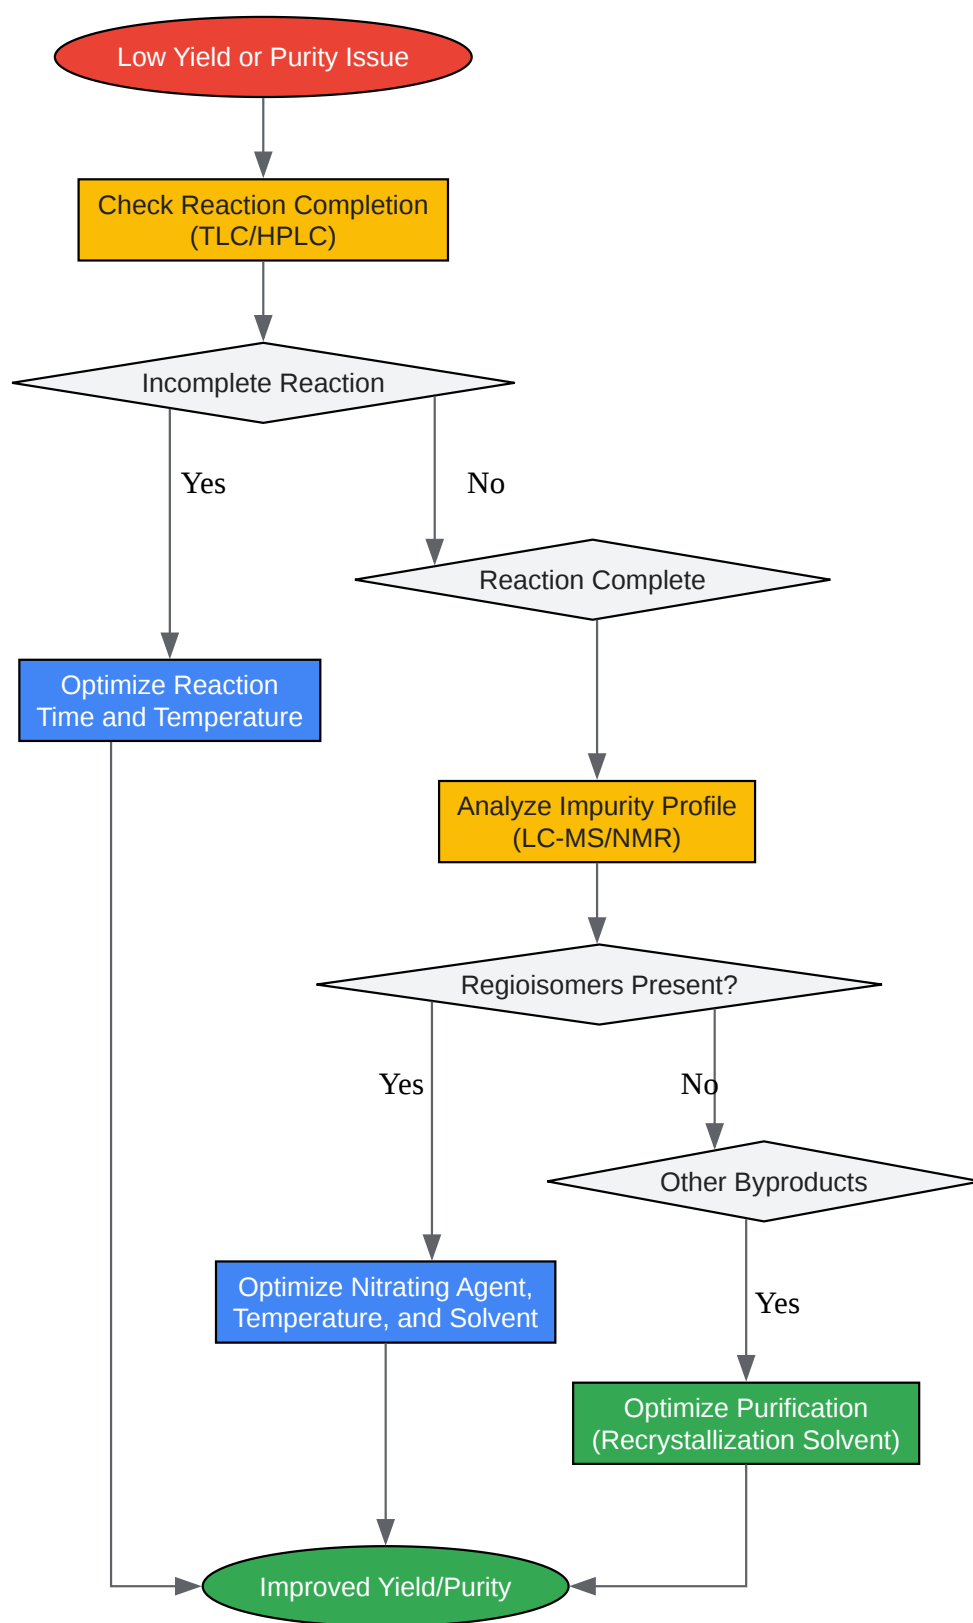 Low Yield or Purity Issue
Check Reaction Completion
(TLC/HPLC)
Incomplete Reaction
Yes
No
Reaction Complete
Optimize Reaction
Time and Temperature
Analyze Impurity Profile
(LC-MS/NMR)
Regioisomers Present?
Yes
No
Other Byproducts
Optimize Nitrating Agent,
Temperature, and Solvent
Yes
Optimize Purification
(Recrystallization Solvent)
Improved Yield/Purity